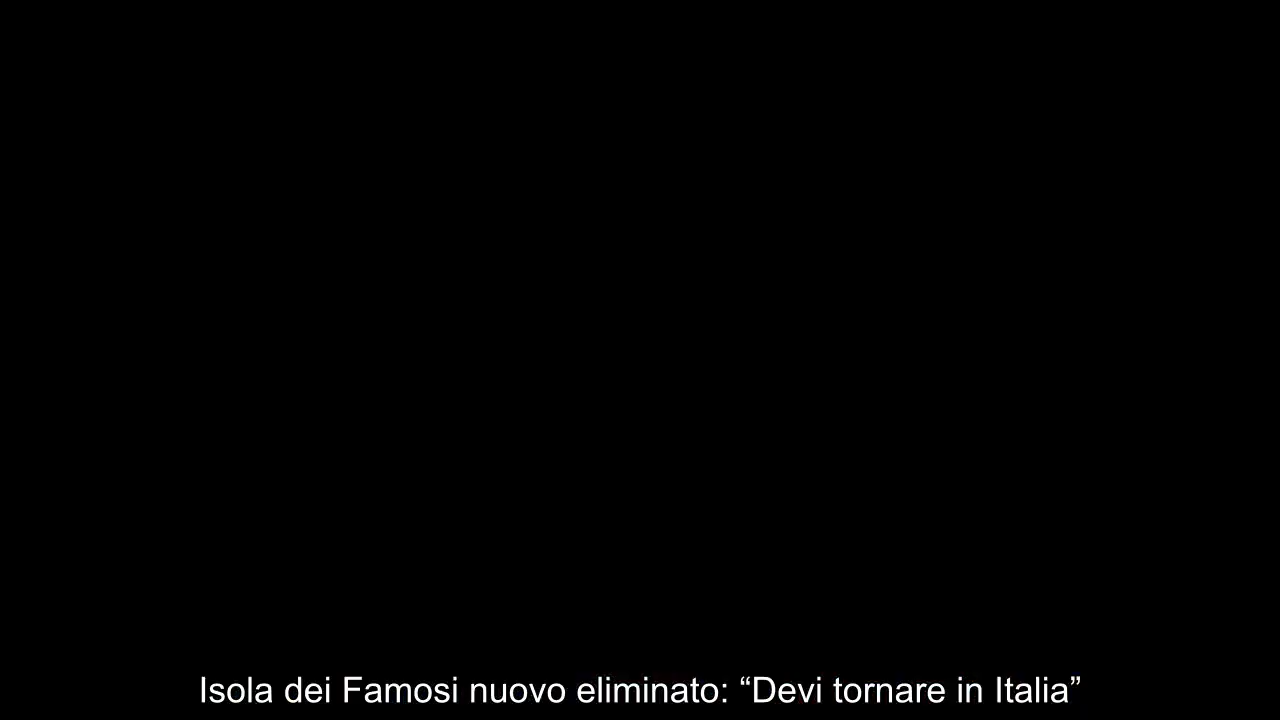 Isola dei Famosi nuovo eliminato: “Devi tornare in Italia”